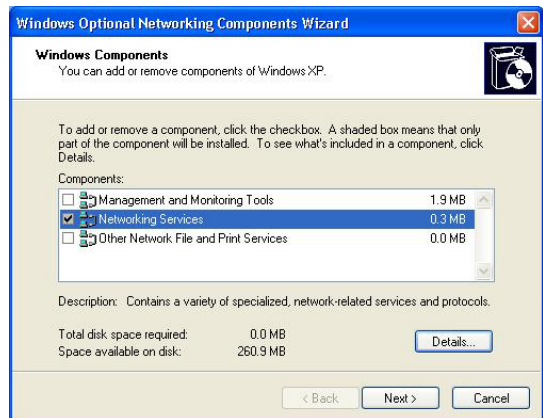 Windows Optional Networking Components Wizard
Windows Components
You can add or remove components of Windows XP.
To add or remove a component, click the checkbox. A shaded box means that only
part of the component will be installed. To see what's included in a component, click
Details.
Components:
Management and Monitoring Tools 1.9 MB
Networking Services 0.3 MB
Other Network File and Print Services 0.0 MB
Description: Contains a variety of specialized, network-related services and protocols.
Total disk space required: 0.0 MB
Space available on disk: 260.9 MB
Details...
< Back Next > Cancel